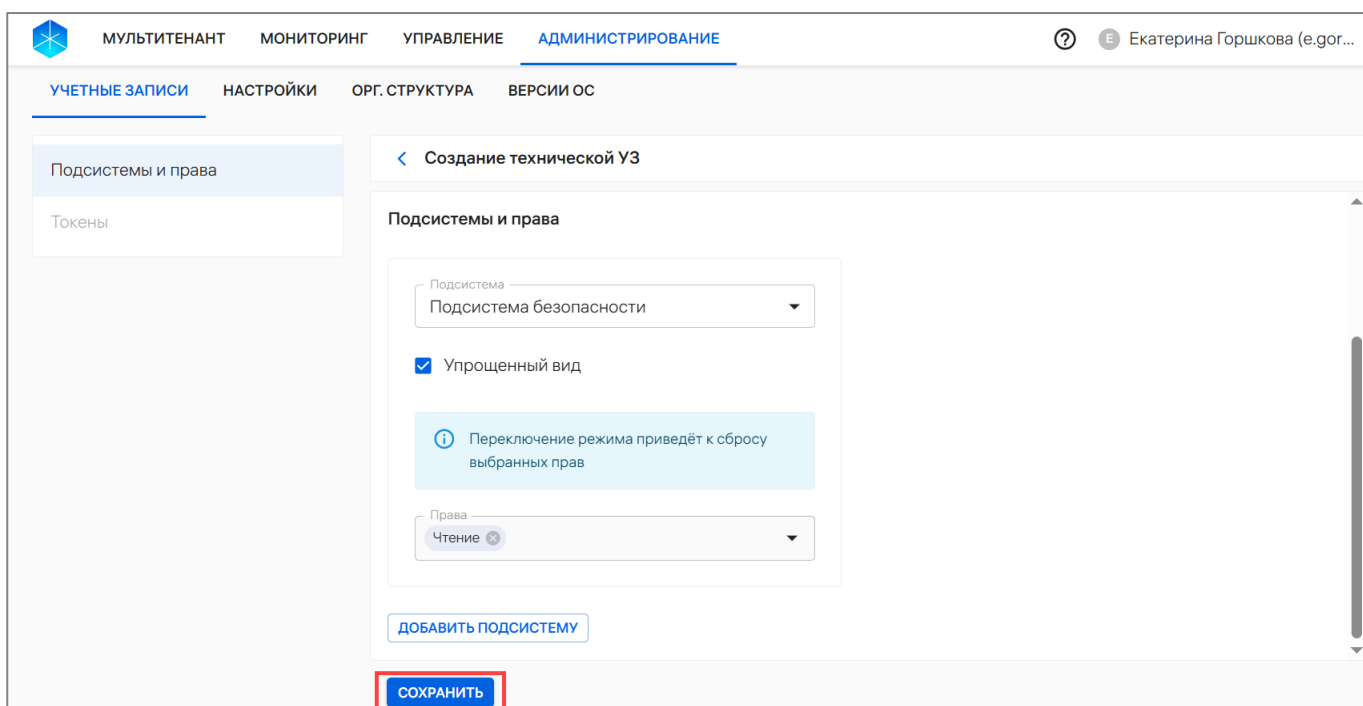 МУЛЬТИТЕНАНТ МОНИТОРИНГ УПРАВЛЕНИЕ АДМИНИСТРИРОВАНИЕ ? E Екатерина Горшкова (e.gor...
УЧЕТНЫЕ ЗАПИСИ НАСТРОЙКИ ОРГ. СТРУКТУРА ВЕРСИИ ОС
Подсистемы и права
Токены
Создание технической УЗ
Подсистемы и права
Подсистема
Подсистема безопасности
Упрощенный вид
Переключение режима приведёт к сбросу
выбранных прав
Права
Чтение
ДОБАВИТЬ ПОДСИСТЕМУ
СОХРАНИТЬ